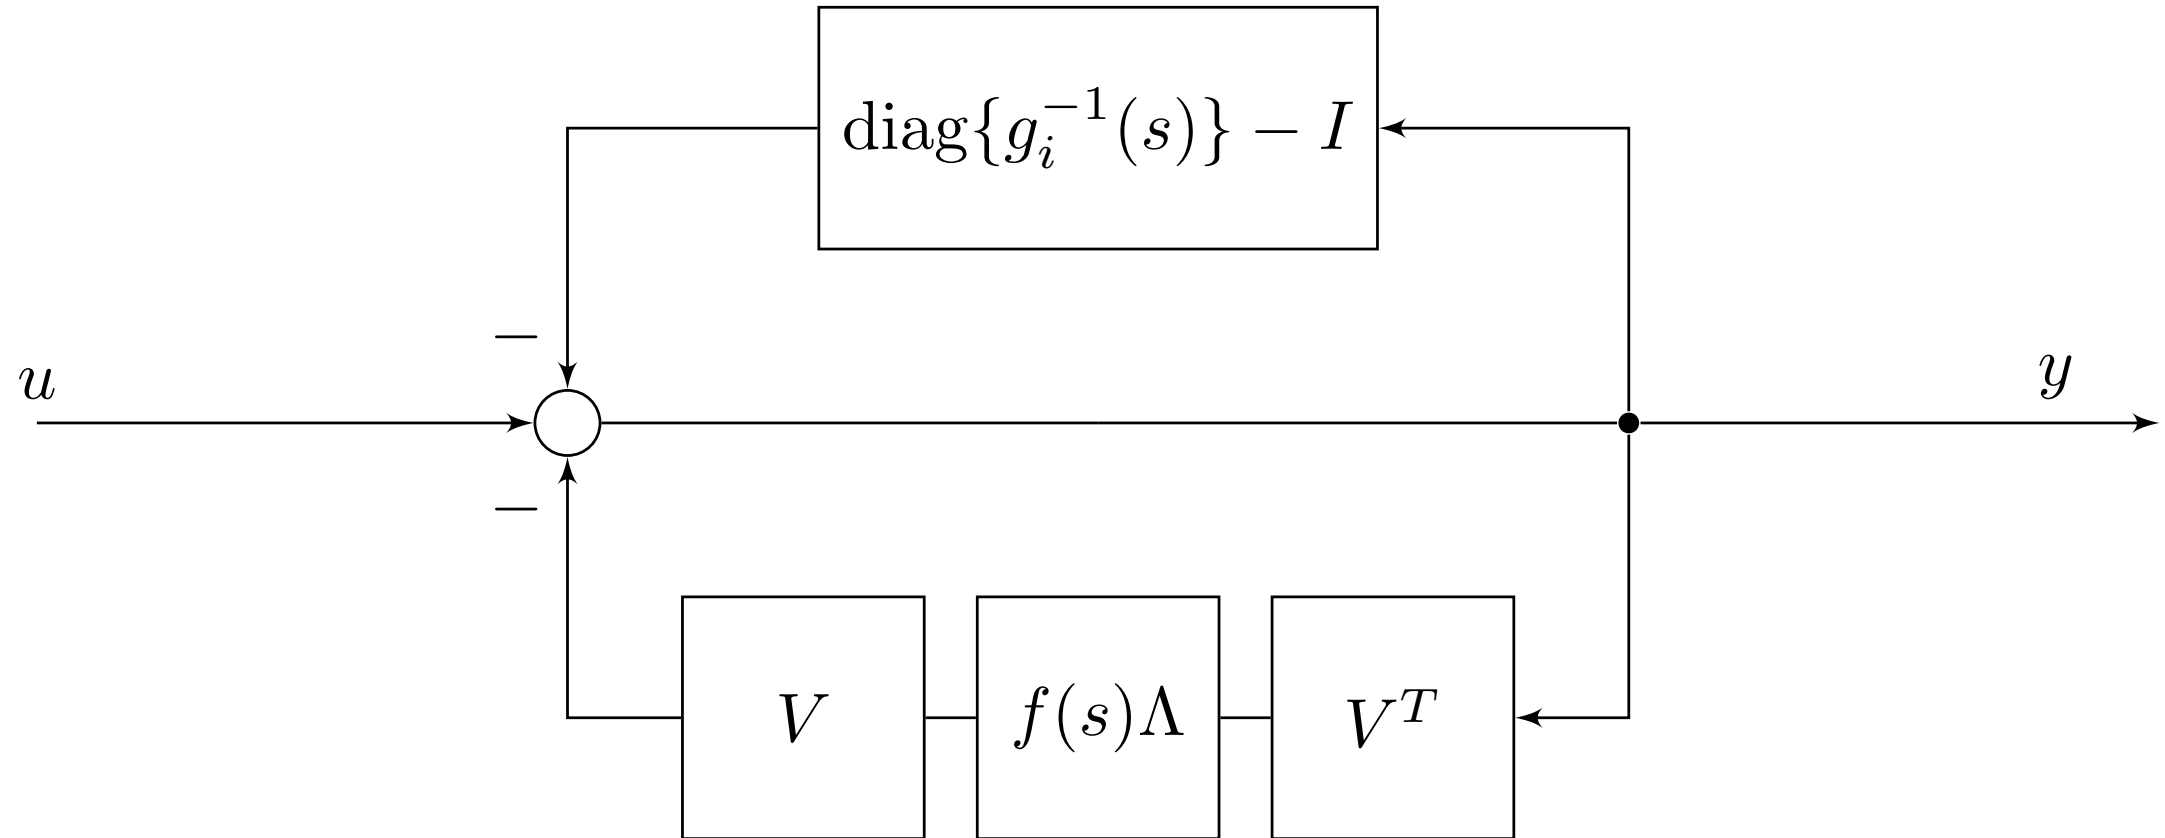 diag{g_i^{-1}(s)} − I
−
u
y
−
V
f(s)Λ
V^T